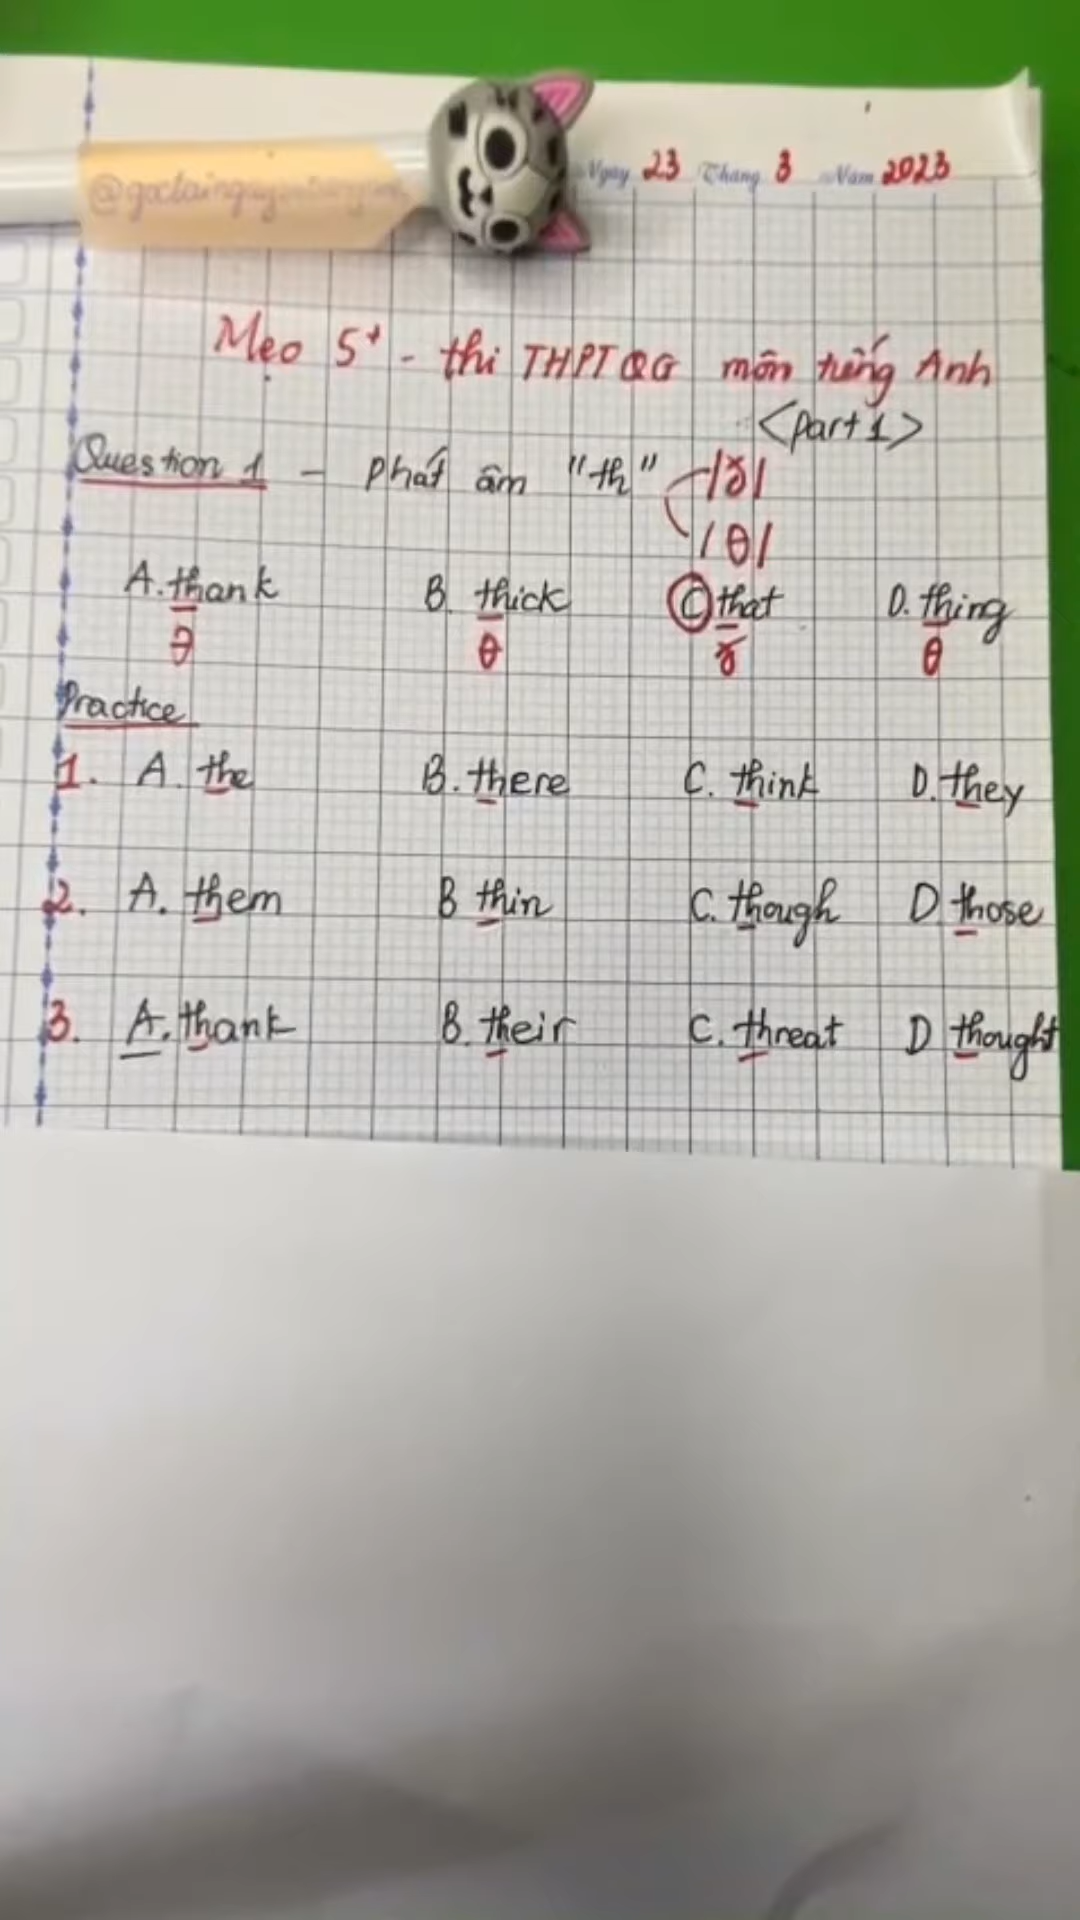 Ngày 23 Tháng 3 Năm 2023
Mẹo 5+ - thi THPTQG môn tiếng Anh
<part 1>
Question 1 - phát âm "th" /ð/
/θ/
A. thank B. thick C that D. thing
θ θ ð θ
Practice
1. A. the B. there C. think D. they
2. A. them B thin C. though D those
3. A. thank B. their C. threat D thought